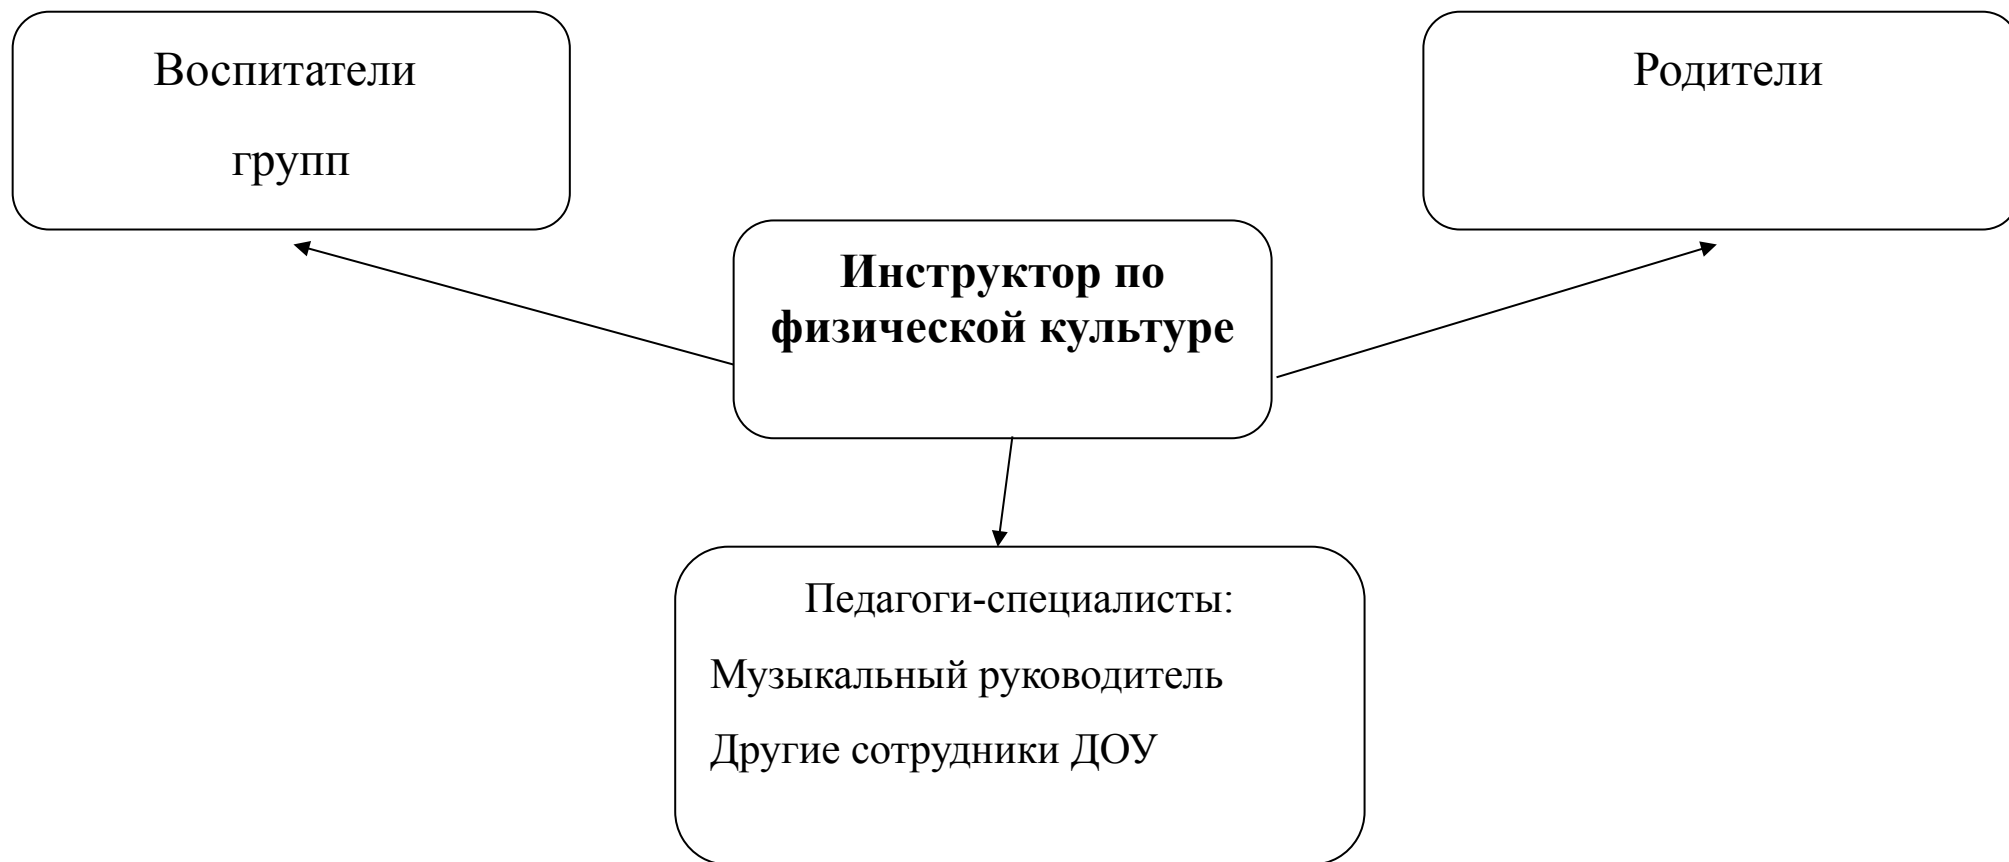 Воспитатели
групп
Родители
Инструктор по
физической культуре
Педагоги-специалисты:
Музыкальный руководитель
Другие сотрудники ДОУ